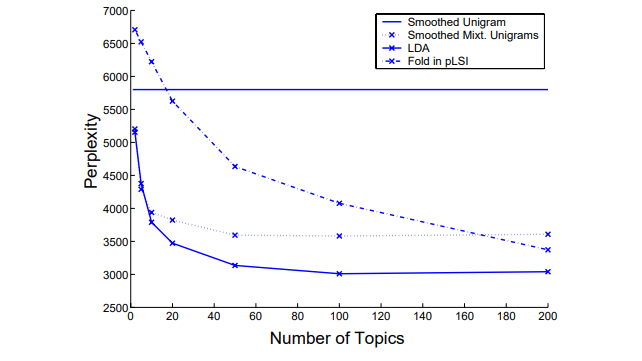 7000
6500
6000
5500
5000
4500
4000
3500
3000
2500
Perplexity
Smoothed Unigram
Smoothed Mixt. Unigrams
LDA
Fold in pLSI
0 20 40 60 80 100 120 140 160 180 200
Number of Topics